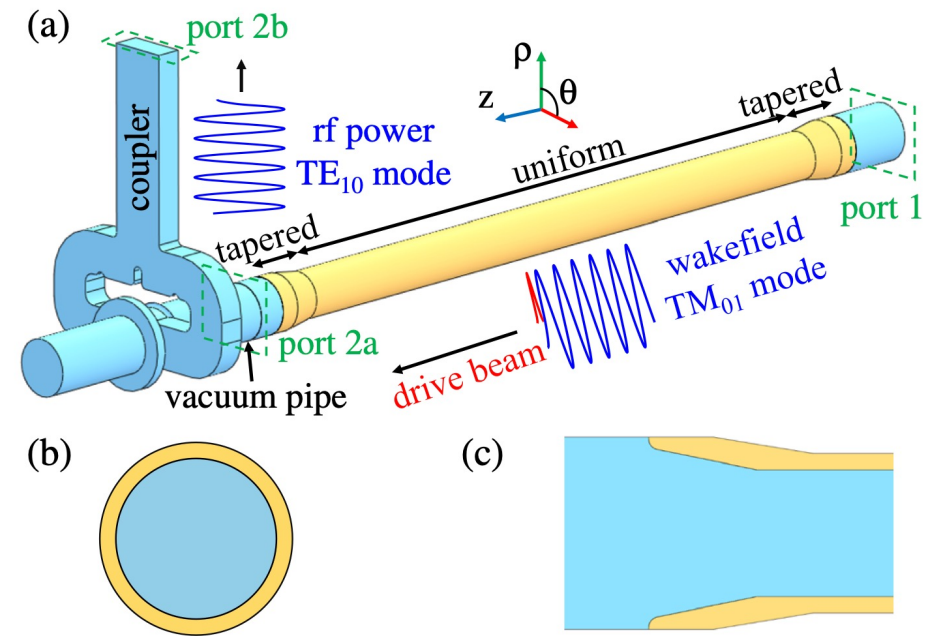 (a)
port 2b
coupler
rf power
TE10 mode
ρ
θ
z
tapered
uniform
tapered
port 1
wakefield
TM01 mode
port 2a
drive beam
vacuum pipe
(b)
(c)